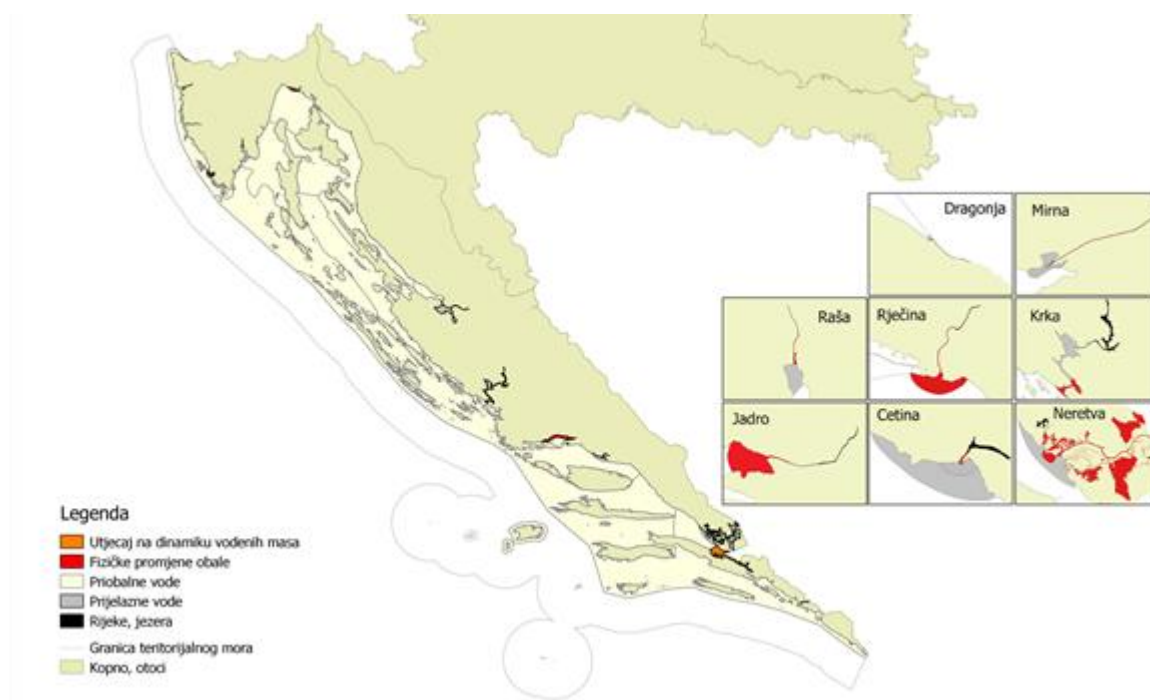 Dragonja
Mirna
Raša
Rječina
Krka
Jadro
Cetina
Neretva
Legenda
Utjecaj na dinamiku vodenih masa
Fizičke promjene obale
Priobalne vode
Prijelazne vode
Rijeke, jezera
Granica teritorijalnog mora
Kopno, otoci